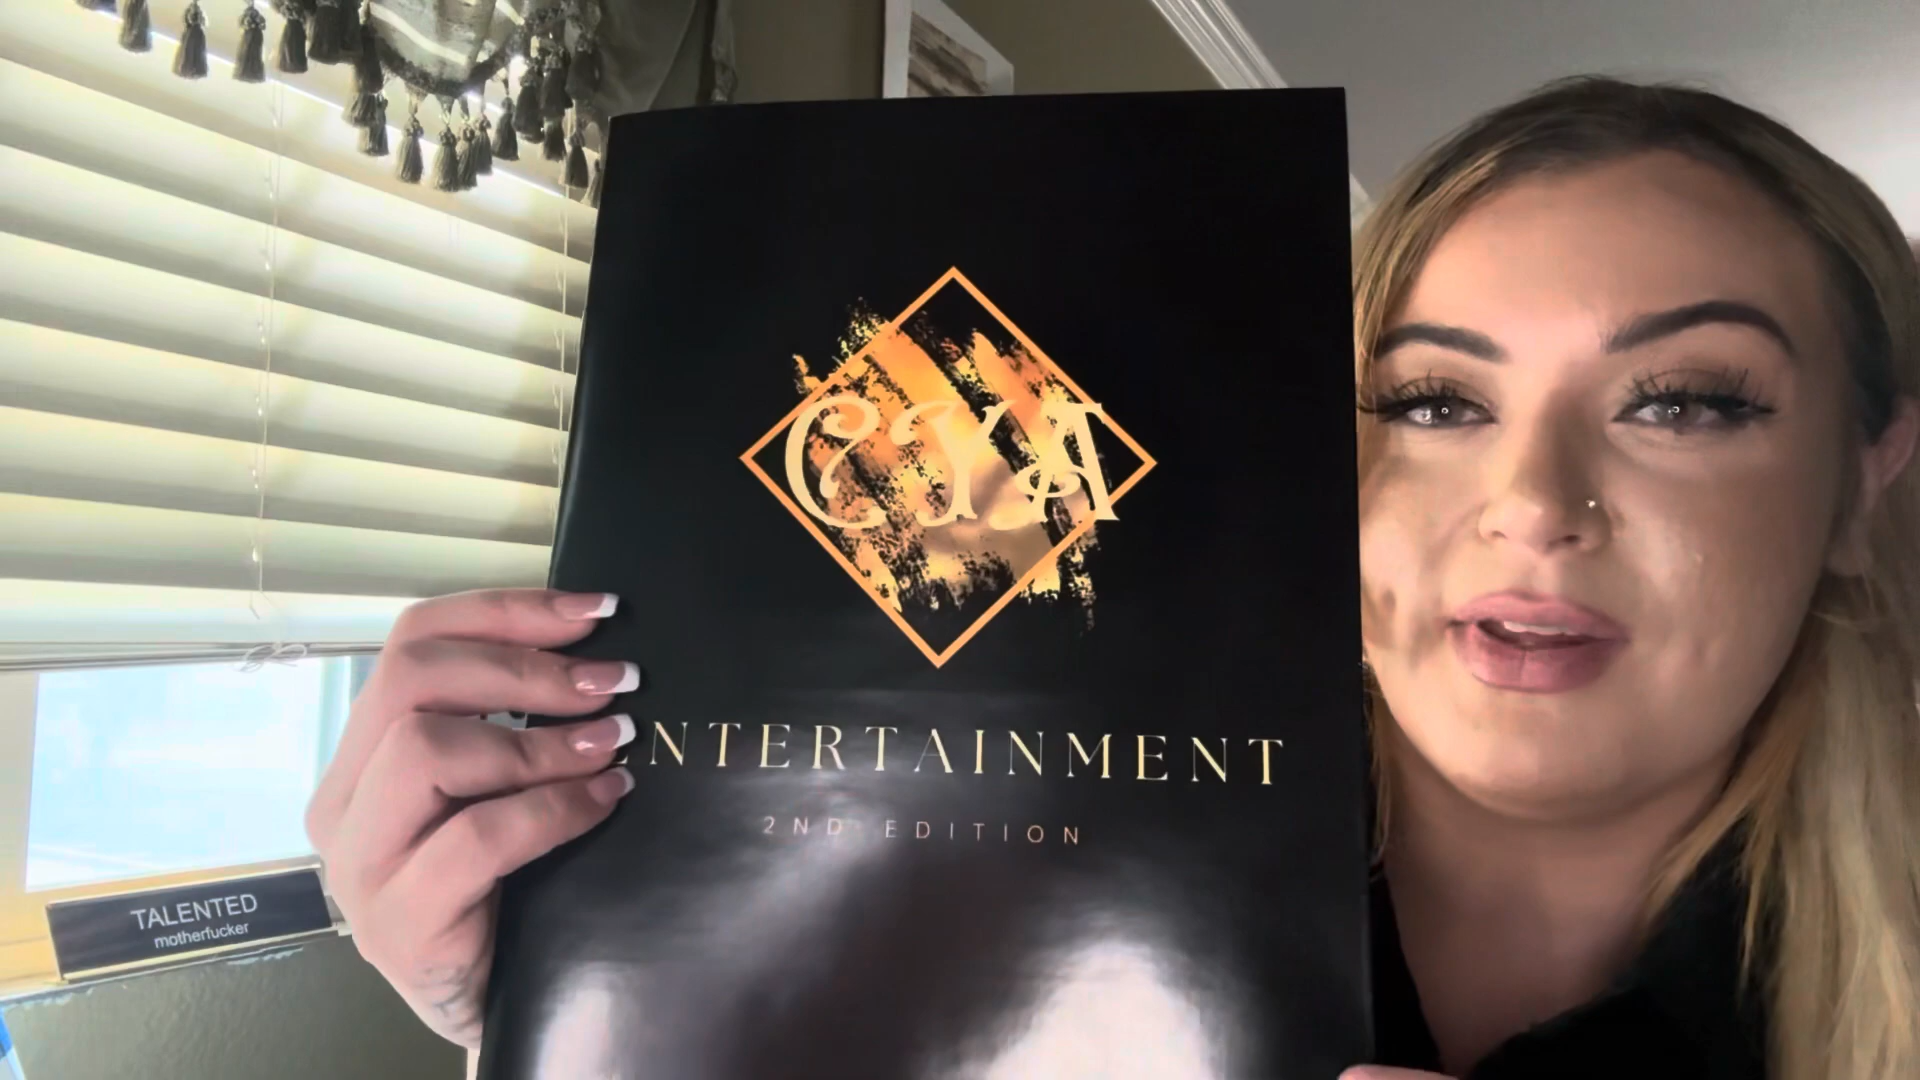 CYA
ENTERTAINMENT
2ND EDITION
TALENTED
motherfucker